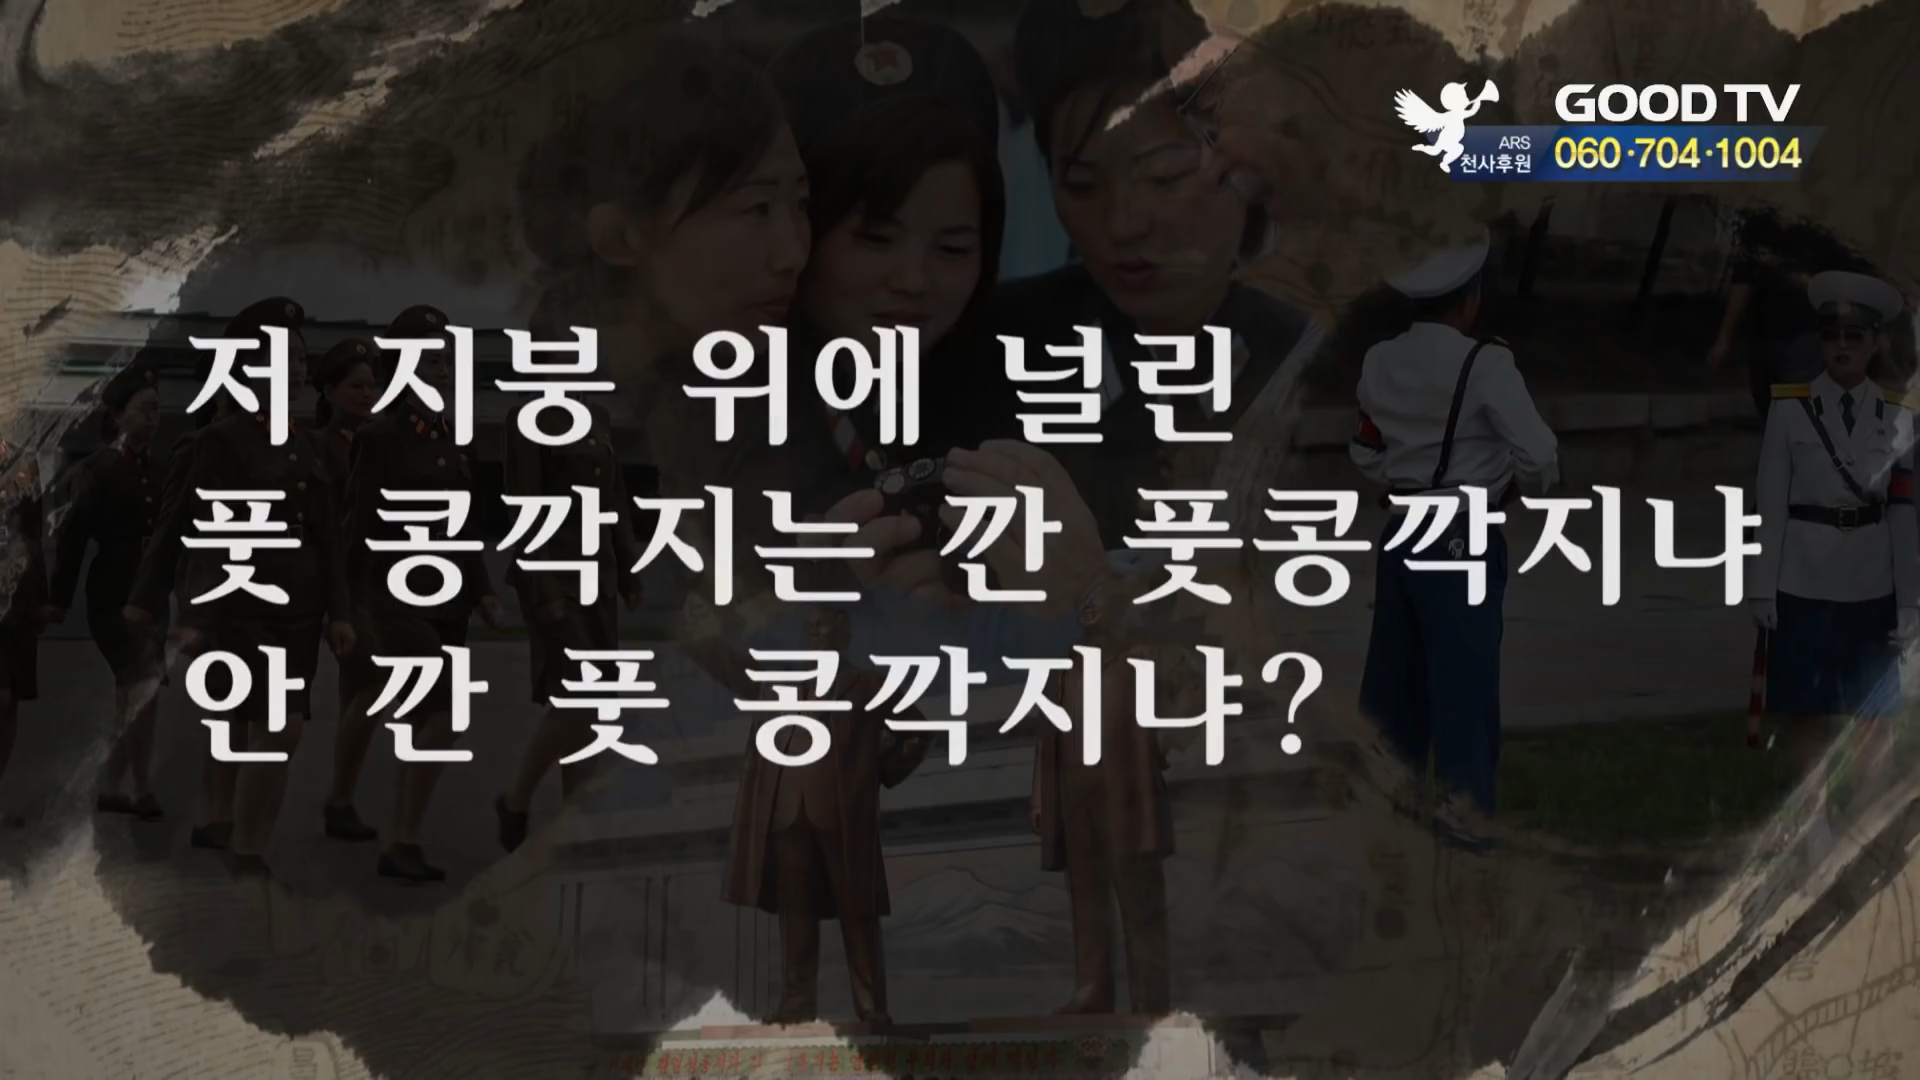 GOOD TV
ARS
천사후원 060·704·1004
저 지붕 위에 널린
풋 콩깍지는 깐 풋콩깍지냐
안 깐 풋 콩깍지냐?